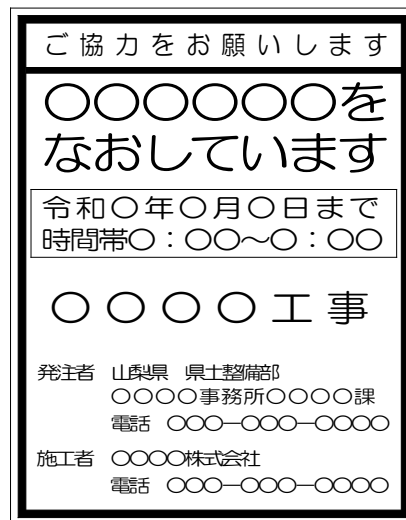 ご協力をお願いします
〇〇〇〇〇〇を
なおしています
令和〇年〇月〇日まで
時間帯〇：〇〇～〇：〇〇
〇〇〇〇工事
発注者 山梨県 県土整備部
〇〇〇〇事務所〇〇〇〇課
電話 〇〇〇ー〇〇〇ー〇〇〇〇
施工者 〇〇〇〇株式会社
電話 〇〇〇ー〇〇〇ー〇〇〇〇